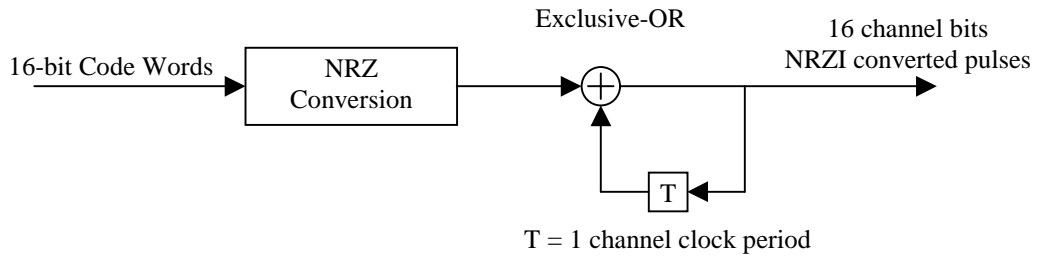 Exclusive-OR
16 channel bits
NRZI converted pulses
16-bit Code Words
NRZ
Conversion
T
T = 1 channel clock period